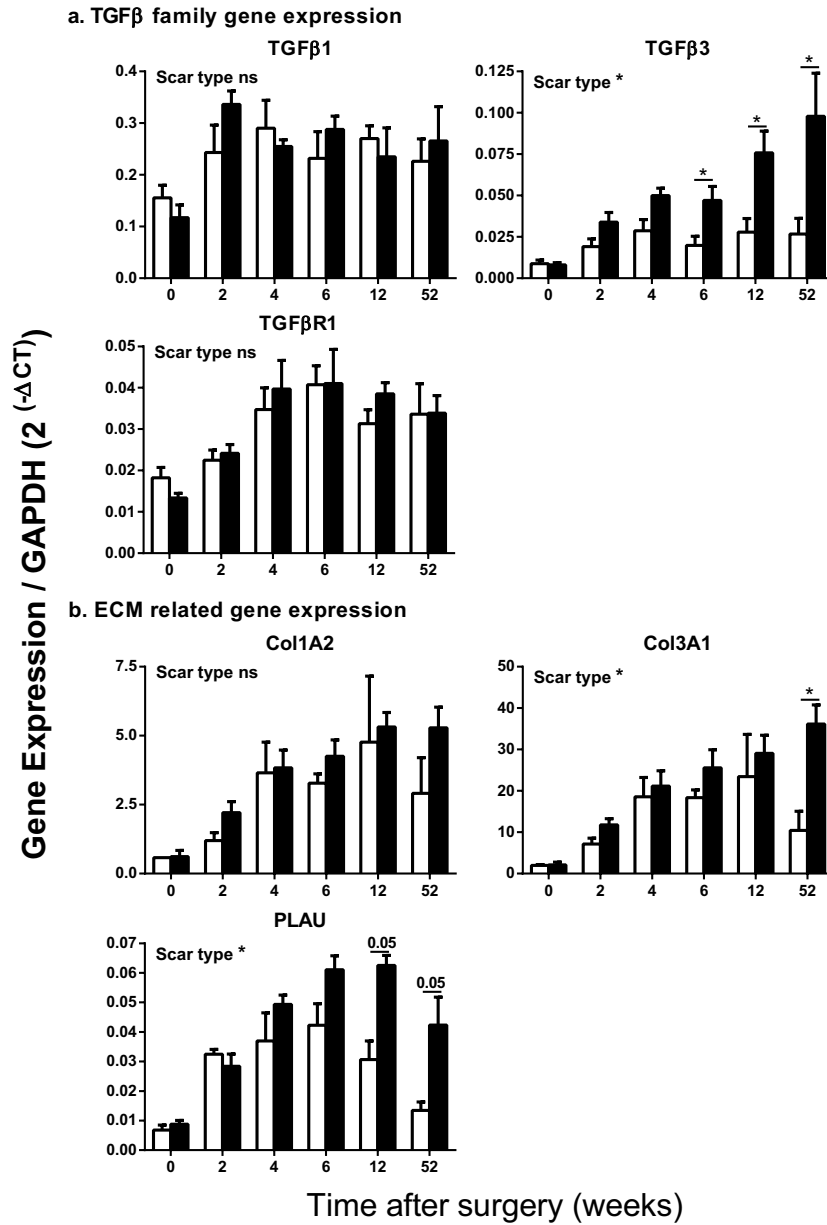 a. TGFβ family gene expression
TGFβ1
Scar type ns
0.4
0.3
0.2
0.1
0.0
0 2 4 6 12 52
TGFβ3
Scar type *
* * *
0.125
0.100
0.075
0.050
0.025
0.000
0 2 4 6 12 52
TGFβR1
Scar type ns
0.05
0.04
0.03
0.02
0.01
0.00
0 2 4 6 12 52
Gene Expression / GAPDH (2 (-ΔCT))
b. ECM related gene expression
Col1A2
Scar type ns
7.5
5.0
2.5
0.0
0 2 4 6 12 52
Col3A1
Scar type *
*
50
40
30
20
10
0
0 2 4 6 12 52
PLAU
Scar type *
0.05
0.05
0.07
0.06
0.05
0.04
0.03
0.02
0.01
0.00
0 2 4 6 12 52
Time after surgery (weeks)